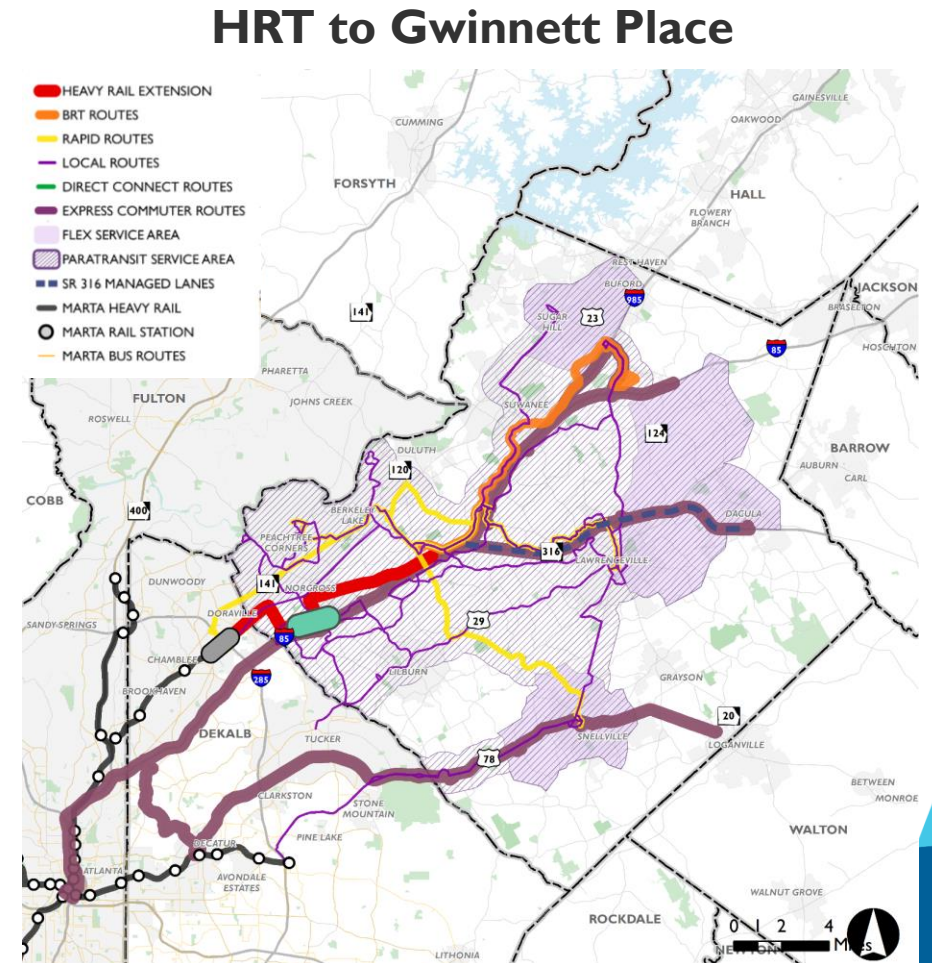 HRT to Gwinnett Place
HEAVY RAIL EXTENSION
BRT ROUTES
RAPID ROUTES
LOCAL ROUTES
DIRECT CONNECT ROUTES
EXPRESS COMMUTER ROUTES
FLEX SERVICE AREA
PARATRANSIT SERVICE AREA
SR 316 MANAGED LANES
MARTA HEAVY RAIL
MARTA RAIL STATION
MARTA BUS ROUTES
GAINESVILLE
OAKWOOD
CUMMING
FORSYTH
HALL
FLOWERY
BRANCH
REST HAVEN
BUFORD
985
JACKSON
BRASELTON
141
SUGAR
HILL
23
85
HOSCHTON
PHARETTA
FULTON
JOHNS CREEK
SUWANEE
ROSWELL
124
DULUTH
BARROW
120
AUBURN
CARL
COBB
400
BERKELEY
LAKE
DACULA
PEACHTREE
CORNERS
316
LAWRENCEVILLE
DUNWOODY
141
NORCROSS
DORAVILLE
29
SANDY SPRINGS
85
CHAMBLEE
285
LILBURN
GRAYSON
BROOKHAVEN
20
DEKALB
TUCKER
SNELLVILLE
LOGANVILLE
78
BETWEEN
CLARKSTON
MONROE
STONE
MOUNTAIN
WALTON
PINE LAKE
DECATUR
ATLANTA
AVONDALE
ESTATES
WALNUT GROVE
ROCKDALE
0 1 2 4
Miles
NEWTON
LITHONIA